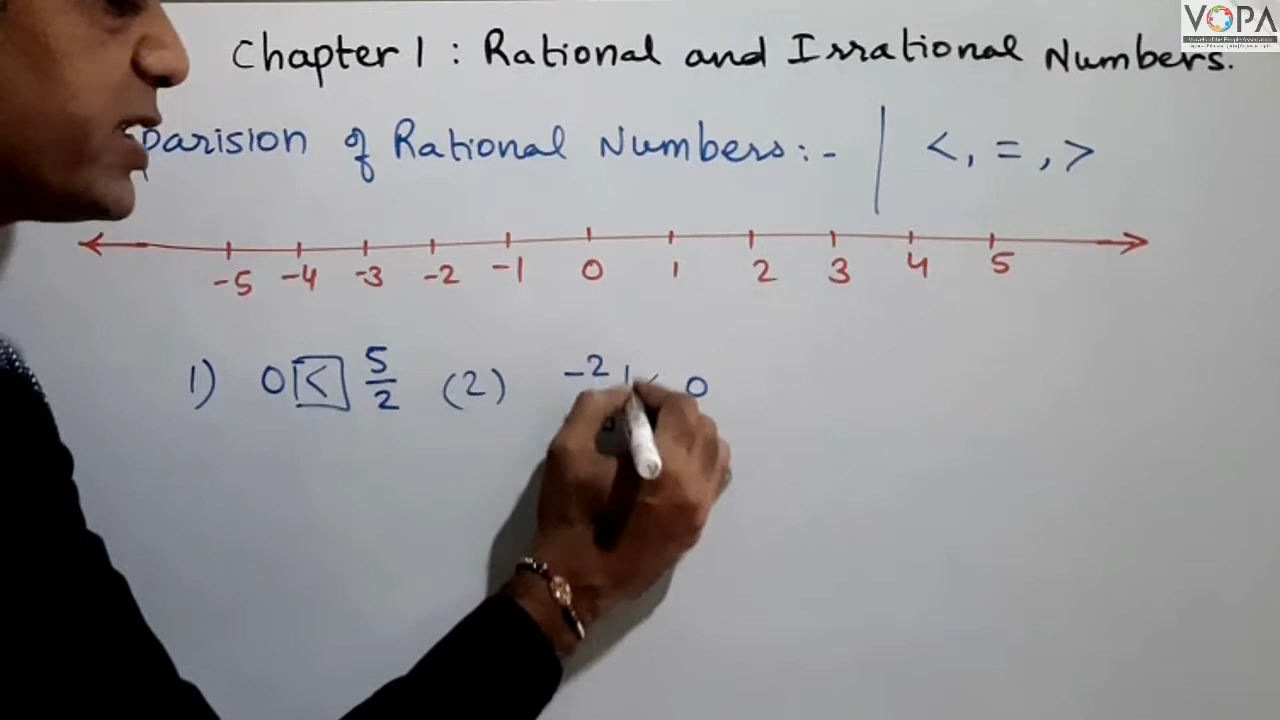 VOPA
Chapter 1 : Rational and Irrational Numbers.
parision of Rational Numbers:- | <, =, >
-5 -4 -3 -2 -1 0 1 2 3 4 5
1) 0 < 5/2 (2) -2 < 0